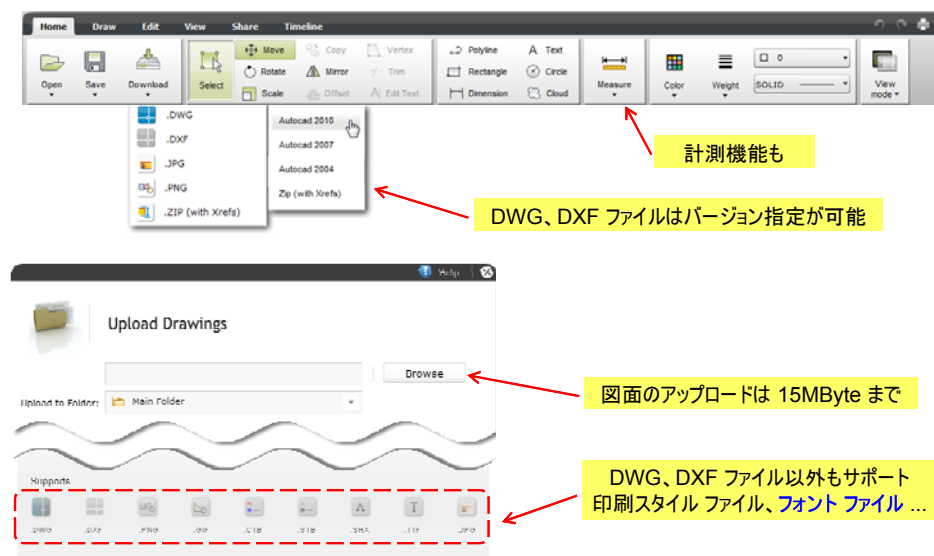 Home Draw Edit View Share Timeline
Open Save Download Select Move Copy Vertex Polyline A Text Measure Color Weight 0 View mode
Rotate Mirror Trim Rectangle Circle SOLID
Scale Offset Edit Text Dimension Cloud
.DWG
.DXF
.JPG
.PNG
.ZIP (with Xrefs)
Autocad 2010
Autocad 2007
Autocad 2004
Zip (with Xrefs)
計測機能も
DWG、DXF ファイルはバージョン指定が可能
Help
Upload Drawings
Browse
Upload to Folder: Main Folder
図面のアップロードは 15MByte まで
Supports
.DWG .DXF .PNG .GIF .CTB .STB .SHX .TTF .JPG
DWG、DXF ファイル以外もサポート
印刷スタイル ファイル、フォント ファイル ...